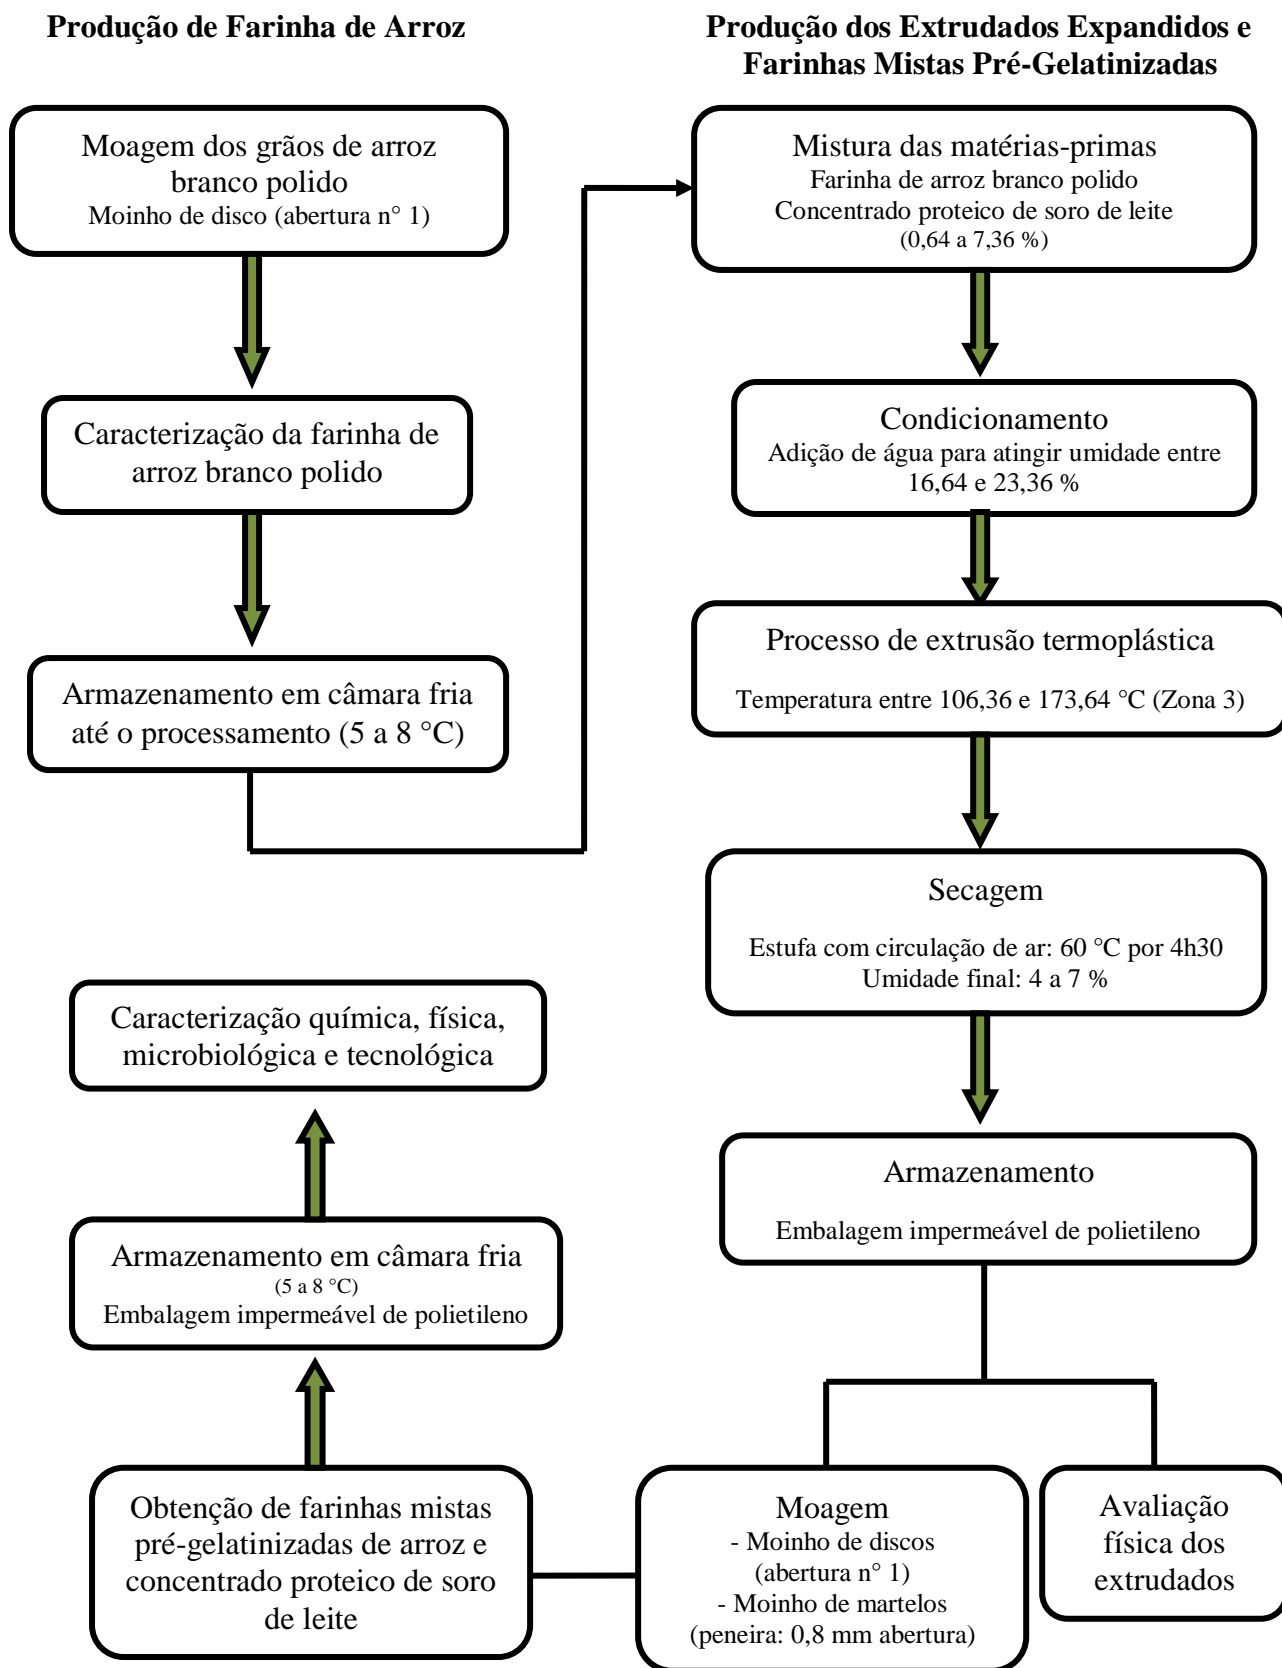 Produção de Farinha de Arroz
Moagem dos grãos de arroz
branco polido
Moinho de disco (abertura n° 1)
Caracterização da farinha de
arroz branco polido
Armazenamento em câmara fria
até o processamento (5 a 8 °C)
Produção dos Extrudados Expandidos e
Farinhas Mistas Pré-Gelatinizadas
Mistura das matérias-primas
Farinha de arroz branco polido
Concentrado proteico de soro de leite
(0,64 a 7,36 %)
Condicionamento
Adição de água para atingir umidade entre
16,64 e 23,36 %
Processo de extrusão termoplástica
Temperatura entre 106,36 e 173,64 °C (Zona 3)
Secagem
Estufa com circulação de ar: 60 °C por 4h30
Umidade final: 4 a 7 %
Armazenamento
Embalagem impermeável de polietileno
Avaliação
física dos
extrudados
Moagem
- Moinho de discos
(abertura n° 1)
- Moinho de martelos
(peneira: 0,8 mm abertura)
Obtenção de farinhas mistas
pré-gelatinizadas de arroz e
concentrado proteico de soro
de leite
Armazenamento em câmara fria
(5 a 8 °C)
Embalagem impermeável de polietileno
Caracterização química, física,
microbiológica e tecnológica